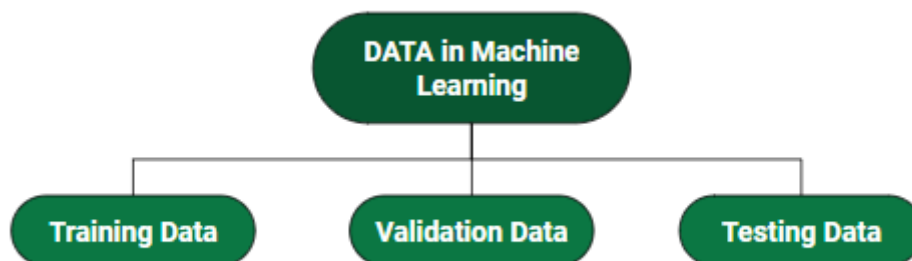 DATA in Machine
Learning
Training Data
Validation Data
Testing Data